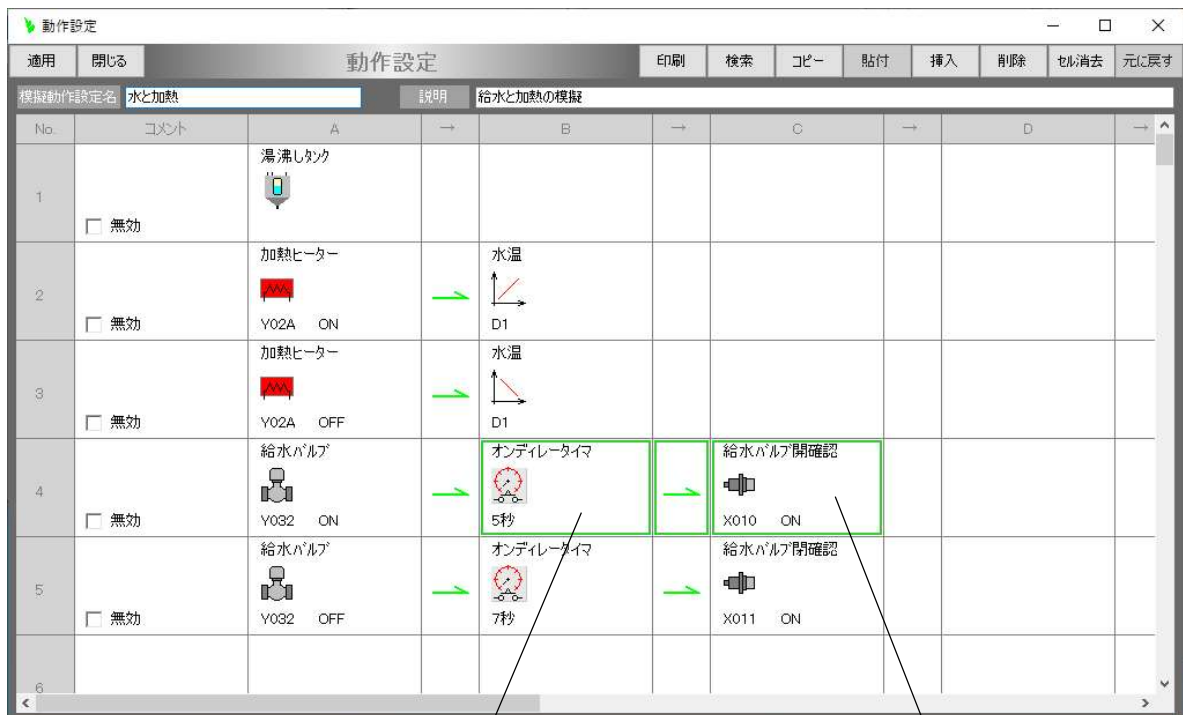 動作設定
適用 閉じる 動作設定 印刷 検索 コピー 貼付 挿入 削除 セル消去 元に戻す
模擬動作設定名 水と加熱 説明 給水と加熱の模擬
No. コメント A → B → C → D →
湯沸しタンク
1
無効
加熱ヒーター 水温
2
無効 Y02A ON D1
加熱ヒーター 水温
3
無効 Y02A OFF D1
給水バルブ オンディレータイマ 給水バルブ開確認
4
無効 Y032 ON 5秒 X010 ON
給水バルブ オンディレータイマ 給水バルブ閉確認
5
無効 Y032 OFF 7秒 X011 ON
6